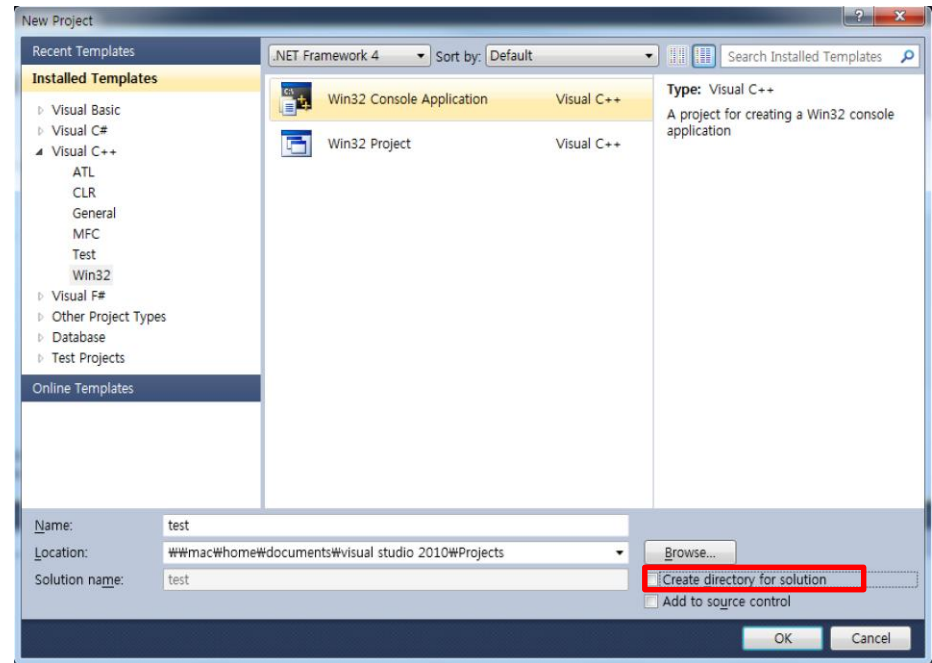 New Project
Recent Templates
.NET Framework 4
Sort by: Default
Search Installed Templates
Installed Templates
Visual Basic
Visual C#
Visual C++
ATL
CLR
General
MFC
Test
Win32
Visual F#
Other Project Types
Database
Test Projects
Online Templates
Win32 Console Application Visual C++
Win32 Project Visual C++
Type: Visual C++
A project for creating a Win32 console
application
Name: test
Location: ₩₩mac₩home₩documents₩visual studio 2010₩Projects
Browse...
Solution name: test
Create directory for solution
Add to source control
OK Cancel